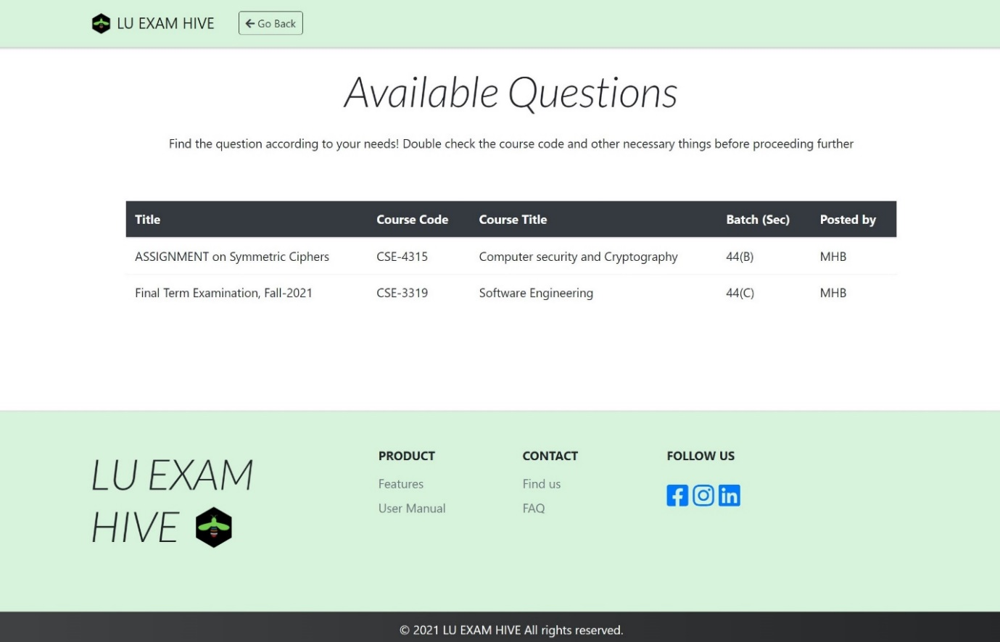 LU EXAM HIVE
Go Back
Available Questions
Find the question according to your needs! Double check the course code and other necessary things before proceeding further
Title Course Code Course Title Batch (Sec) Posted by
ASSIGNMENT on Symmetric Ciphers CSE-4315 Computer security and Cryptography 44(B) MHB
Final Term Examination, Fall-2021 CSE-3319 Software Engineering 44(C) MHB
LU EXAM
HIVE
PRODUCT
Features
User Manual
CONTACT
Find us
FAQ
FOLLOW US
© 2021 LU EXAM HIVE All rights reserved.